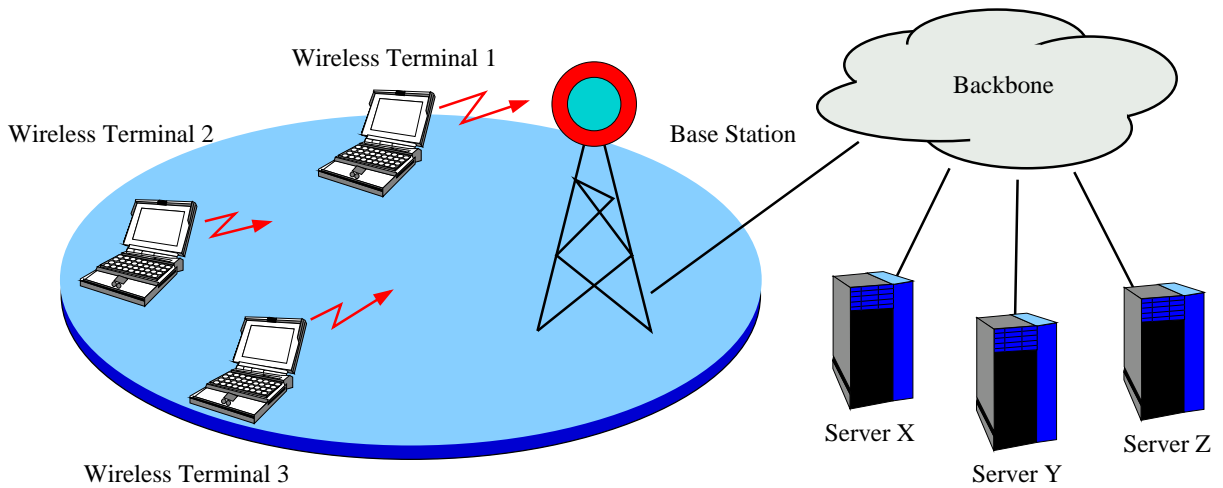 Wireless Terminal 1
Backbone
Wireless Terminal 2
Base Station
Server X
Server Z
Wireless Terminal 3
Server Y